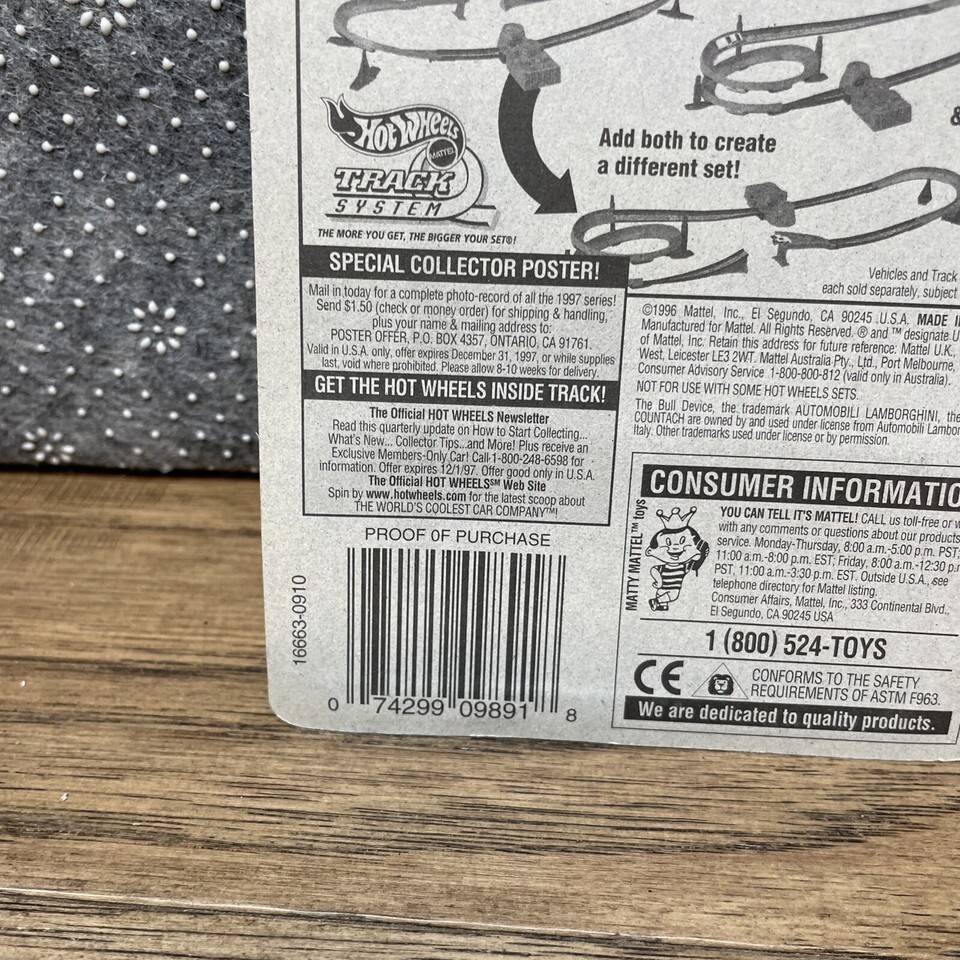 HOT WHEELS
MATTEL
TRACK
SYSTEM
THE MORE YOU GET, THE BIGGER YOUR SET®!
Add both to create
a different set!
&
Vehicles and Track
each sold separately, subject
SPECIAL COLLECTOR POSTER!
Mail in today for a complete photo-record of all the 1997 series!
Send $1.50 (check or money order) for shipping & handling,
plus your name & mailing address to:
POSTER OFFER, P.O. BOX 4357, ONTARIO, CA 91761.
Valid in U.S.A. only, offer expires December 31, 1997, or while supplies
last, void where prohibited. Please allow 8-10 weeks for delivery.
GET THE HOT WHEELS INSIDE TRACK!
The Official HOT WHEELS Newsletter
Read this quarterly update on How to Start Collecting...
What's New... Collector Tips...and More! Plus receive an
Exclusive Members-Only Car! Call 1-800-248-6598 for
information. Offer expires 12/1/97. Offer good only in U.S.A.
The Official HOT WHEELS℠ Web Site
Spin by www.hotwheels.com for the latest scoop about
THE WORLD'S COOLEST CAR COMPANY™!
PROOF OF PURCHASE
16663-0910
0 74299 09891 8
©1996 Mattel, Inc., El Segundo, CA 90245 U.S.A. MADE
Manufactured for Mattel. All Rights Reserved. ® and ™ designate
of Mattel, Inc. Retain this address for future reference: Mattel U.K.,
West, Leicester LE3 2WT. Mattel Australia Pty., Ltd., Port Melbourne,
Consumer Advisory Service 1-800-800-812 (valid only in Australia).
NOT FOR USE WITH SOME HOT WHEELS SETS.
The Bull Device, the trademark AUTOMOBILI LAMBORGHINI, the
COUNTACH are owned by and used under license from Automobili Lambor
Italy. Other trademarks used under license or by permission.
CONSUMER INFORMATIO
MATTY MATTEL™ toys
YOU CAN TELL IT'S MATTEL! CALL us toll-free or w
with any comments or questions about our products
service. Monday-Thursday, 8:00 a.m.-5:00 p.m. PST;
11:00 a.m.-8:00 p.m. EST; Friday, 8:00 a.m.-12:30 p.m
PST, 11:00 a.m.-3:30 p.m. EST. Outside U.S.A., see
telephone directory for Mattel listing.
Consumer Affairs, Mattel, Inc., 333 Continental Blvd.,
El Segundo, CA 90245 USA
1 (800) 524-TOYS
CE
CONFORMS TO THE SAFETY
REQUIREMENTS OF ASTM F963.
We are dedicated to quality products.